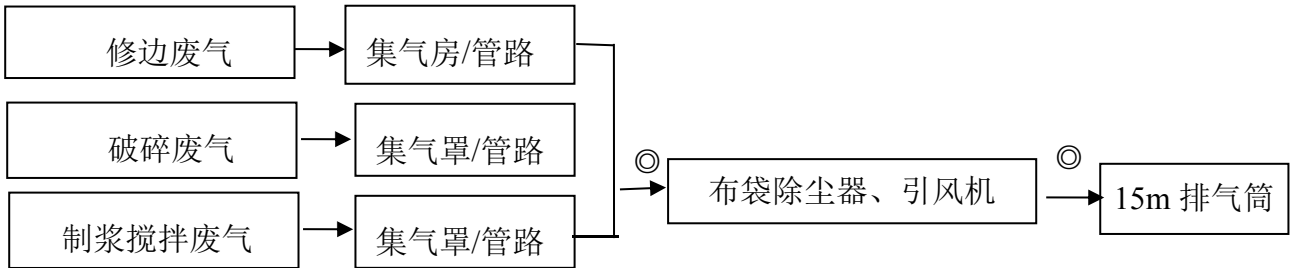 修边废气
集气房/管路
破碎废气
集气罩/管路
◎
布袋除尘器、引风机
◎
15m 排气筒
制浆搅拌废气
集气罩/管路